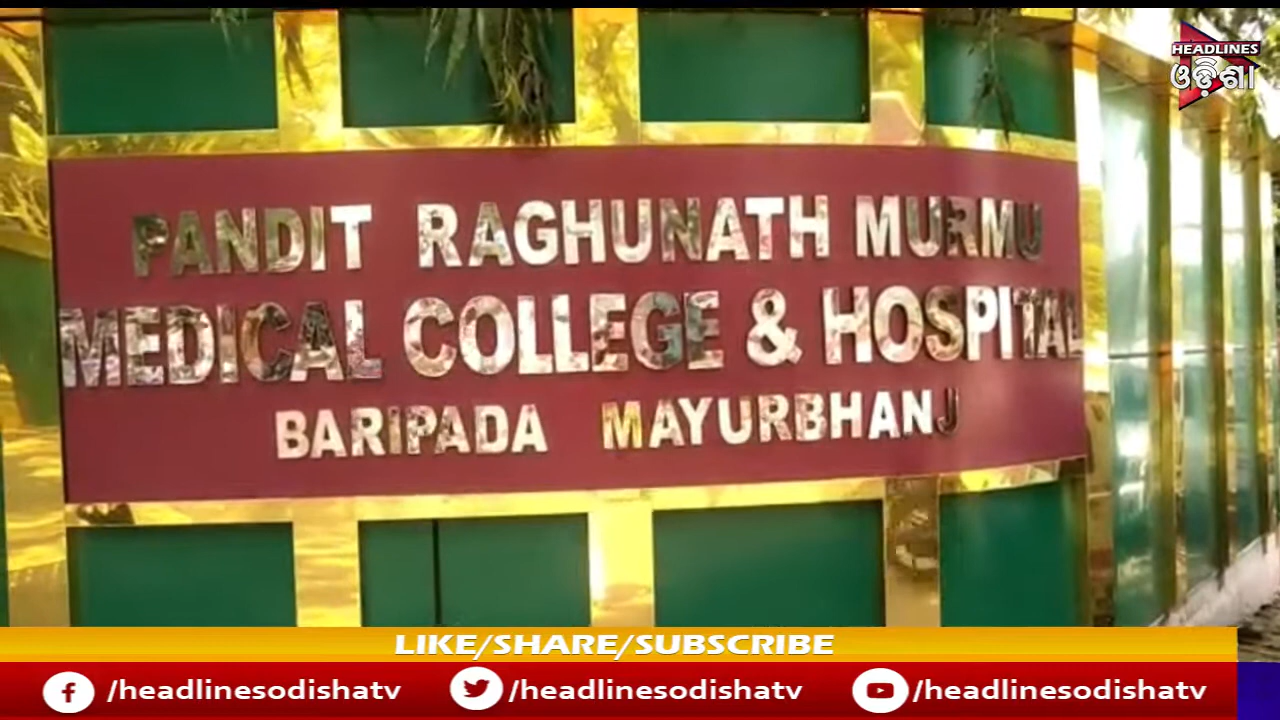 HEADLINES
ଓଡ଼ିଶା
PANDIT RAGHUNATH MURMU
MEDICAL COLLEGE & HOSPITAL
BARIPADA MAYURBHANJ
LIKE/SHARE/SUBSCRIBE
/headlinesodishatv /headlinesodishatv /headlinesodishatv